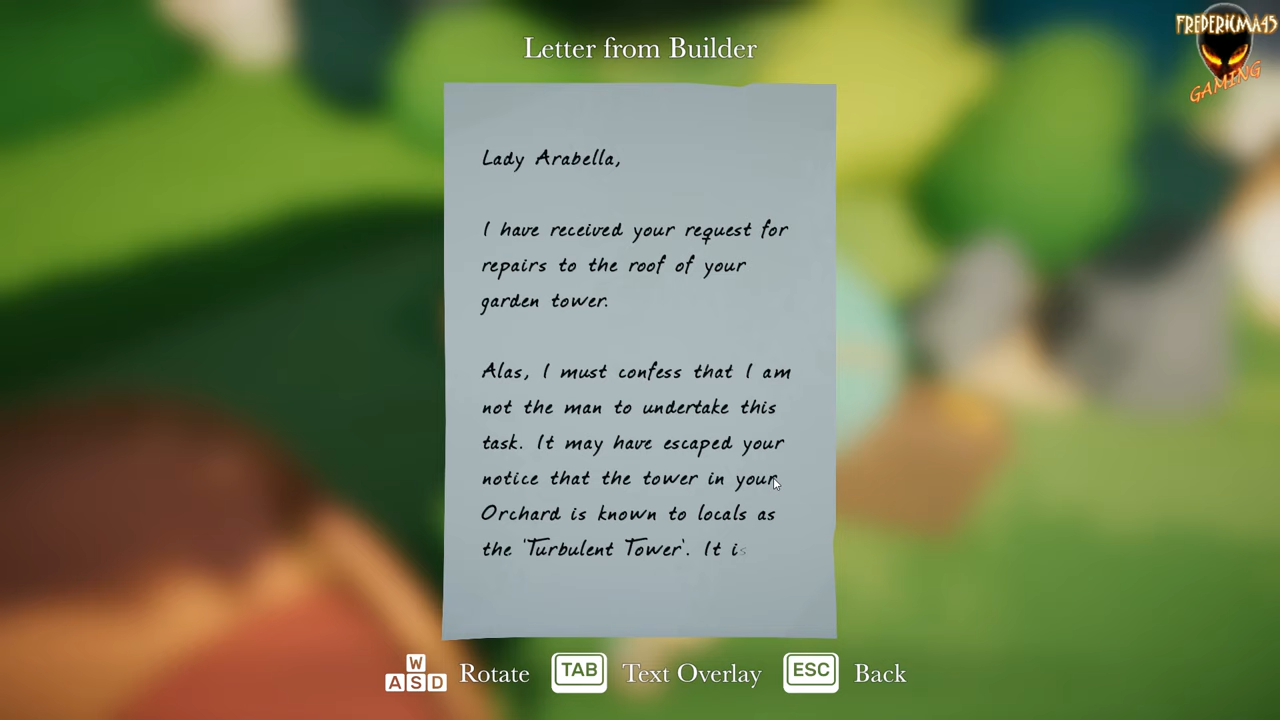 FREDERICMA45
GAMING
Letter from Builder
Lady Arabella,
I have received your request for
repairs to the roof of your
garden tower.
Alas, I must confess that I am
not the man to undertake this
task. It may have escaped your
notice that the tower in your
Orchard is known to locals as
the 'Turbulent Tower'. It is
W
A S D
Rotate
TAB
Text Overlay
ESC
Back